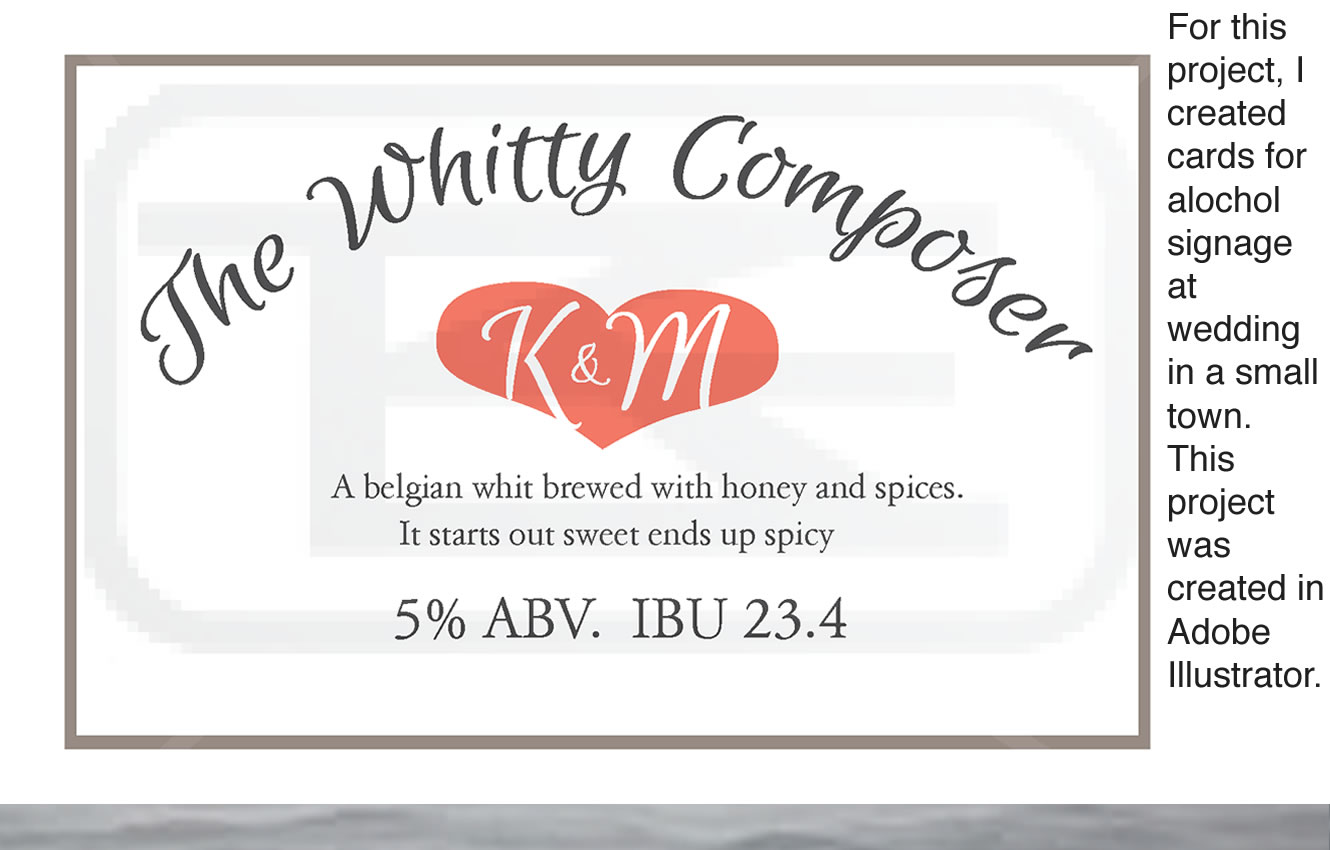 The Whitty Composer
K & M
A belgian whit brewed with honey and spices.
It starts out sweet ends up spicy
5% ABV. IBU 23.4
For this
project, I
created
cards for
alochol
signage
at
wedding
in a small
town.
This
project
was
created in
Adobe
Illustrator.